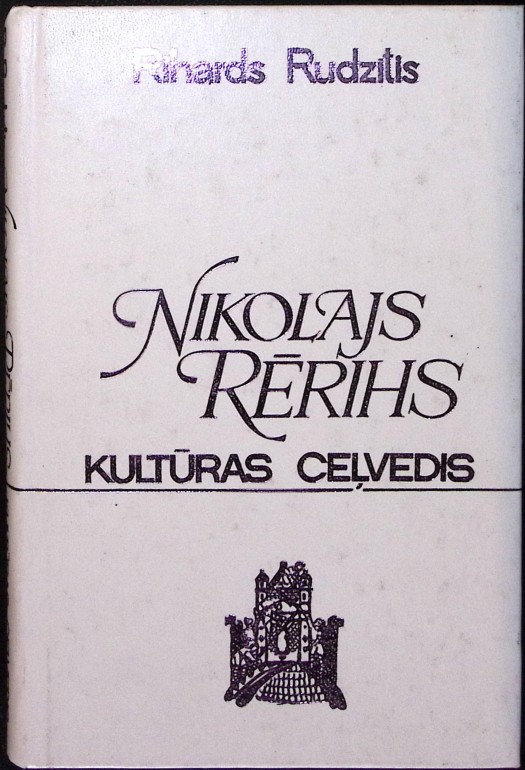 Rihards Rudzītis
NIKOLAJS
RĒRIHS
KULTŪRAS CEĻVEDIS